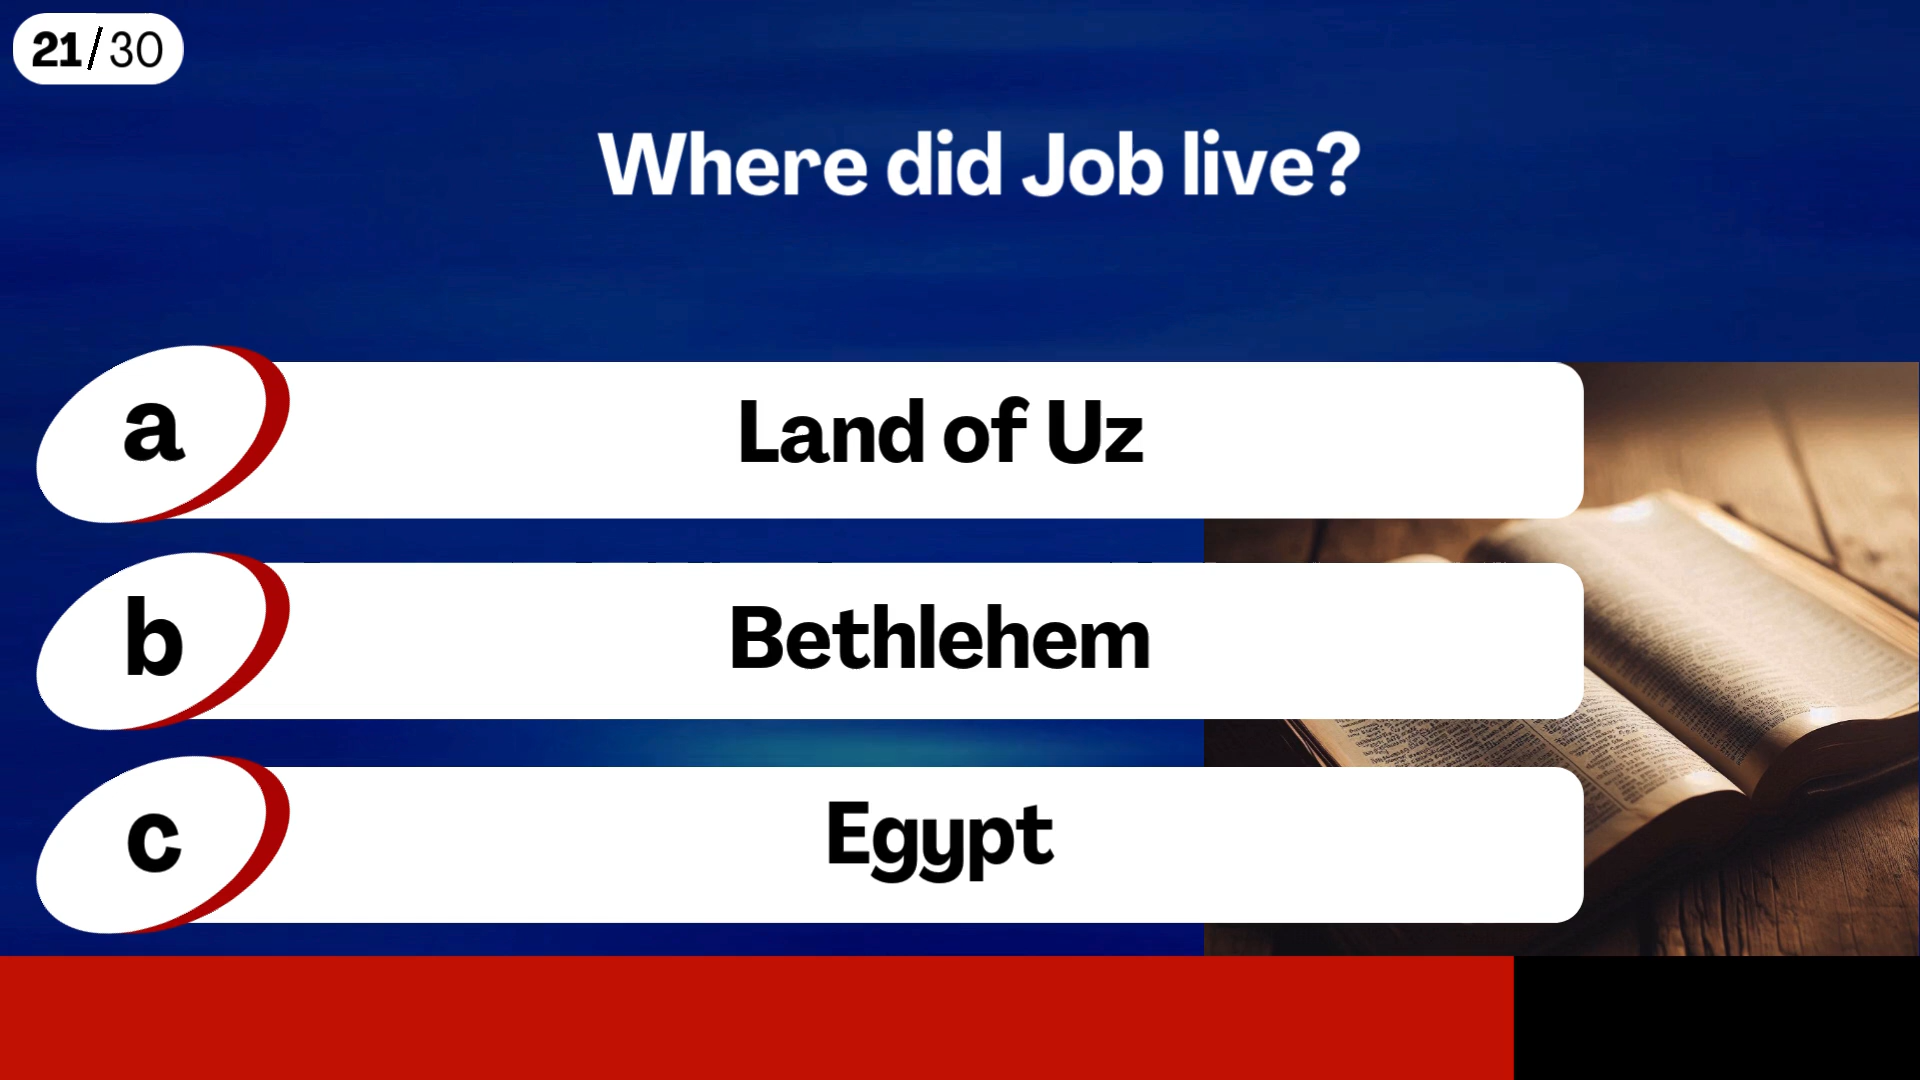 21/30
Where did Job live?
a
Land of Uz
b
Bethlehem
c
Egypt